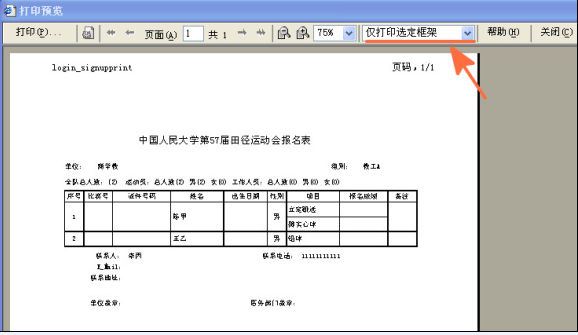 打印预览
打印(P)... 页面(A) 1 共 1 75% 仅打印选定框架 帮助(H) 关闭(C)
login_signupprint 页码，1/1
中国人民大学第57届田径运动会报名表
单位： 组别： 教工A
全队总人数：(2) 运动员：总人数(2) 男(2) 女(0) 工作人员：总人数(0) 男(0) 女(0)
序号 比赛号 证件号码 姓名 出生日期 性别 项目 报名成绩 备注
1 陈甲 男 立定跳远
掷实心球
2 王乙 男 铅球
联系人： 李丙 联系电话： 11111111111
E_Mail:
联系地址：
单位盖章： 医务部门盖章：